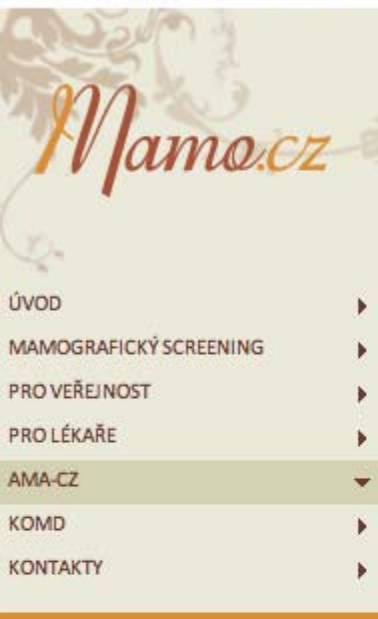 Mamo.cz
ÚVOD
MAMOGRAFICKÝ SCREENING
PRO VEŘEJNOST
PRO LÉKAŘE
AMA-CZ
KOMD
KONTAKTY